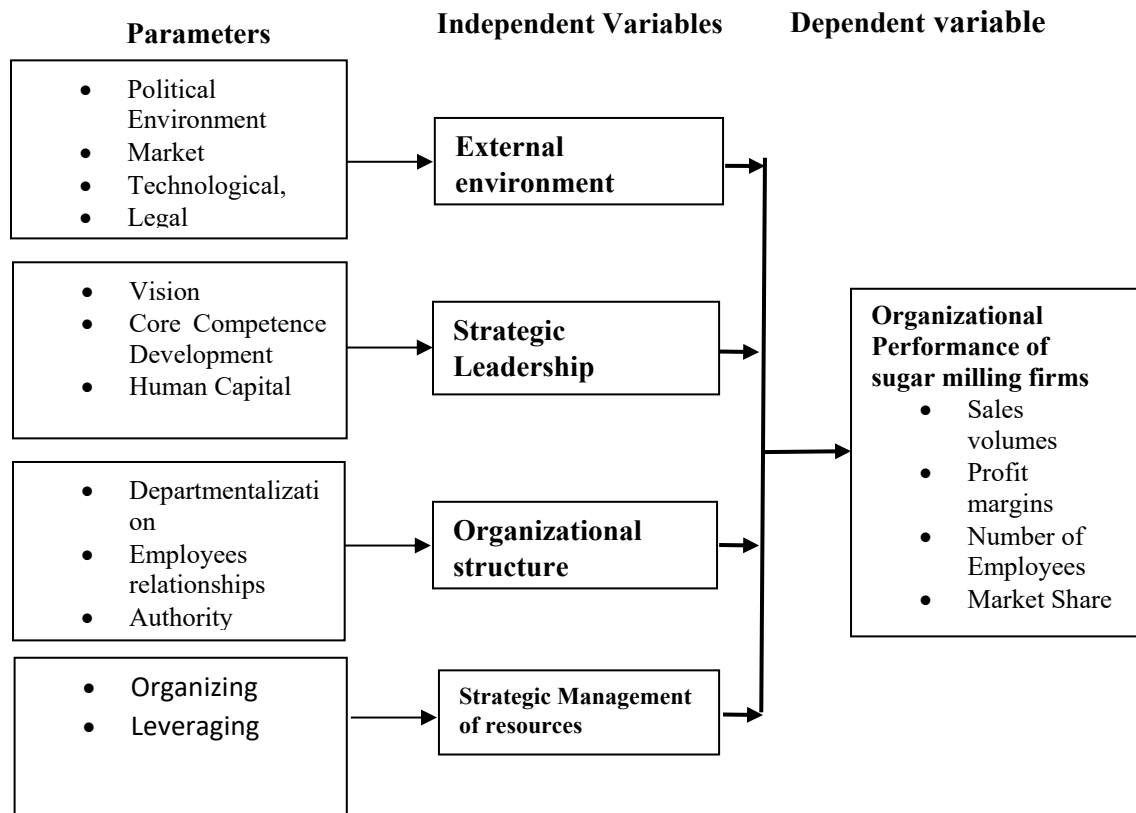 Parameters
Independent Variables
Dependent variable
• Political
Environment
• Market
• Technological,
• Legal
External
environment
• Vision
• Core Competence
Development
• Human Capital
Strategic
Leadership
• Departmentalizati
on
• Employees
relationships
• Authority
Organizational
structure
• Organizing
• Leveraging
Strategic Management
of resources
Organizational
Performance of
sugar milling firms
• Sales
volumes
• Profit
margins
• Number of
Employees
• Market Share